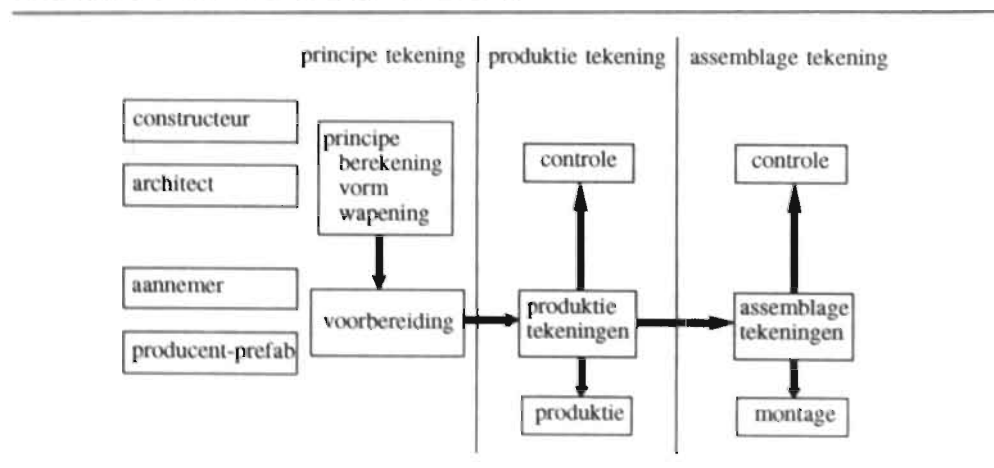 principe tekening
produktie tekening
assemblage tekening
constructeur
architect
aannemer
producent-prefab
principe
berekening
vorm
wapening
voorbereiding
controle
produktie
tekeningen
produktie
controle
assemblage
tekeningen
montage